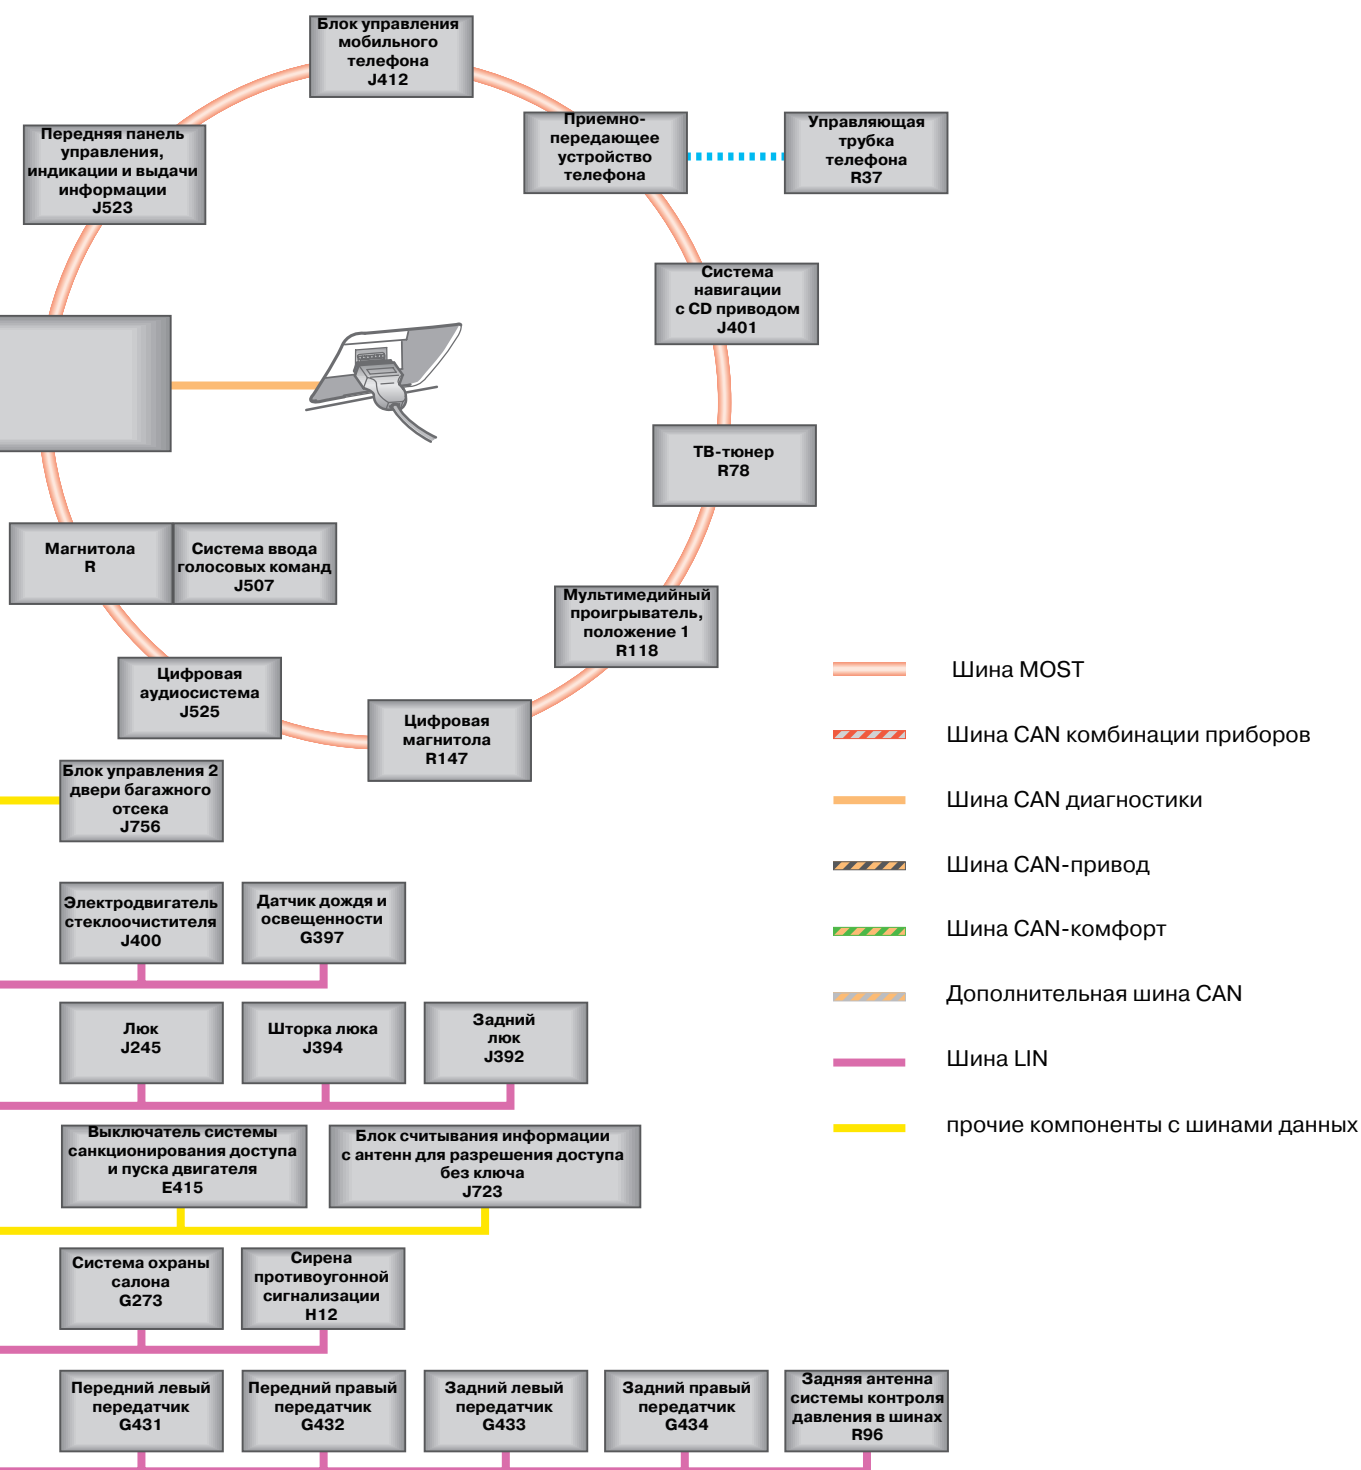 Блок управления
мобильного
телефона
J412
Приемно-
передающее
устройство
телефона
Управляющая
трубка
телефона
R37
Передняя панель
управления,
индикации и выдачи
информации
J523
Система
навигации
с CD приводом
J401
ТВ-тюнер
R78
Магнитола
R
Система ввода
голосовых команд
J507
Мультимедийный
проигрыватель,
положение 1
R118
Цифровая
аудиосистема
J525
Цифровая
магнитола
R147
Блок управления 2
двери багажного
отсека
J756
Электродвигатель
стеклоочистителя
J400
Датчик дождя и
освещенности
G397
Люк
J245
Шторка люка
J394
Задний
люк
J392
Выключатель системы
санкционирования доступа
и пуска двигателя
E415
Блок считывания информации
с антенн для разрешения доступа
без ключа
J723
Система охраны
салона
G273
Сирена
противоугонной
сигнализации
H12
Передний левый
передатчик
G431
Передний правый
передатчик
G432
Задний левый
передатчик
G433
Задний правый
передатчик
G434
Задняя антенна
системы контроля
давления в шинах
R96
Шина MOST
Шина CAN комбинации приборов
Шина CAN диагностики
Шина CAN-привод
Шина CAN-комфорт
Дополнительная шина CAN
Шина LIN
прочие компоненты с шинами данных